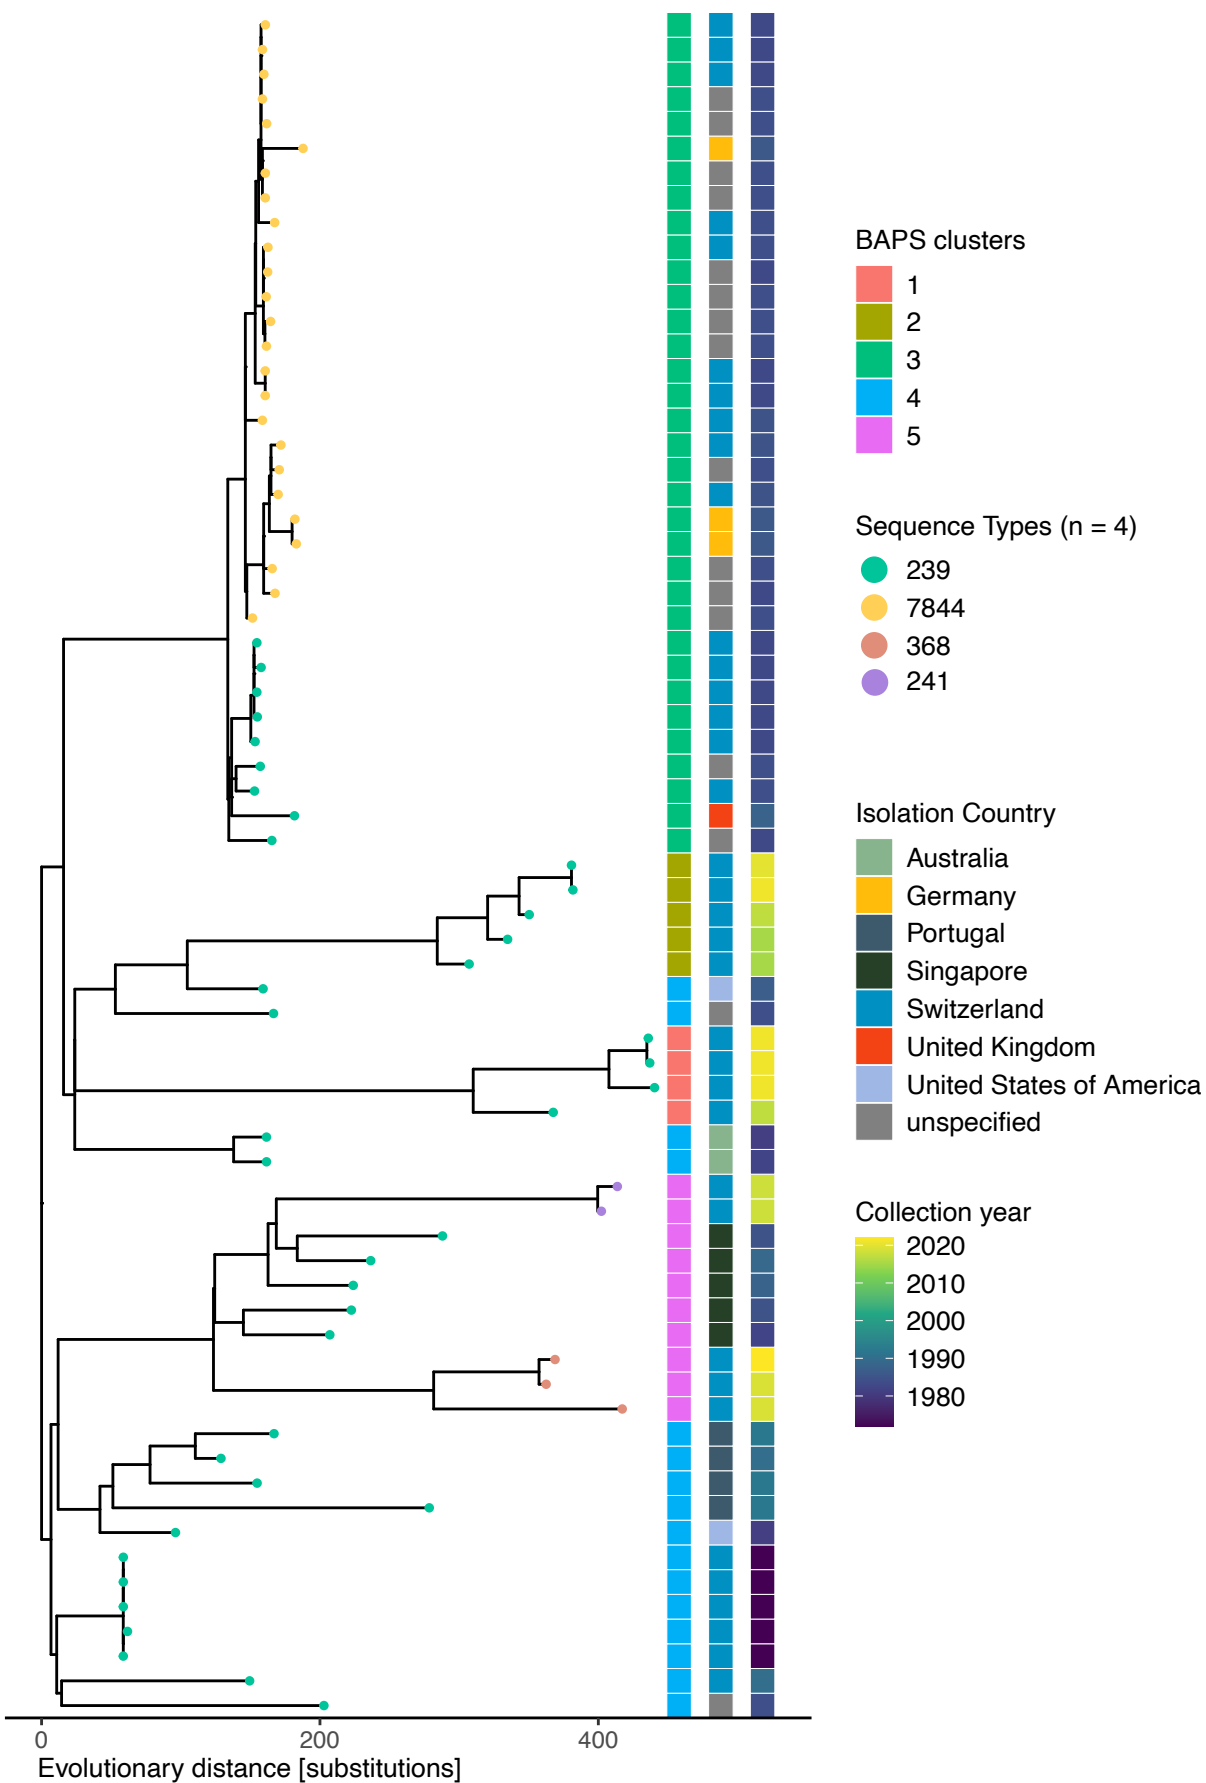 BAPS clusters
1
2
3
4
5
Sequence Types (n = 4)
239
7844
368
241
Isolation Country
Australia
Germany
Portugal
Singapore
Switzerland
United Kingdom
United States of America
unspecified
Collection year
2020
2010
2000
1990
1980
0 200 400
Evolutionary distance [substitutions]